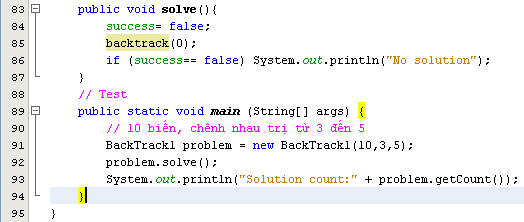 83 public void solve(){
84 success= false;
85 backtrack(0);
86 if (success== false) System.out.println("No solution");
87 }
88 // Test
89 public static void main (String[] args) {
90 // 10 biến, chênh nhau trị từ 3 đến 5
91 BackTrack1 problem = new BackTrack1(10,3,5);
92 problem.solve();
93 System.out.println("Solution count:" + problem.getCount());
94 }
95 }